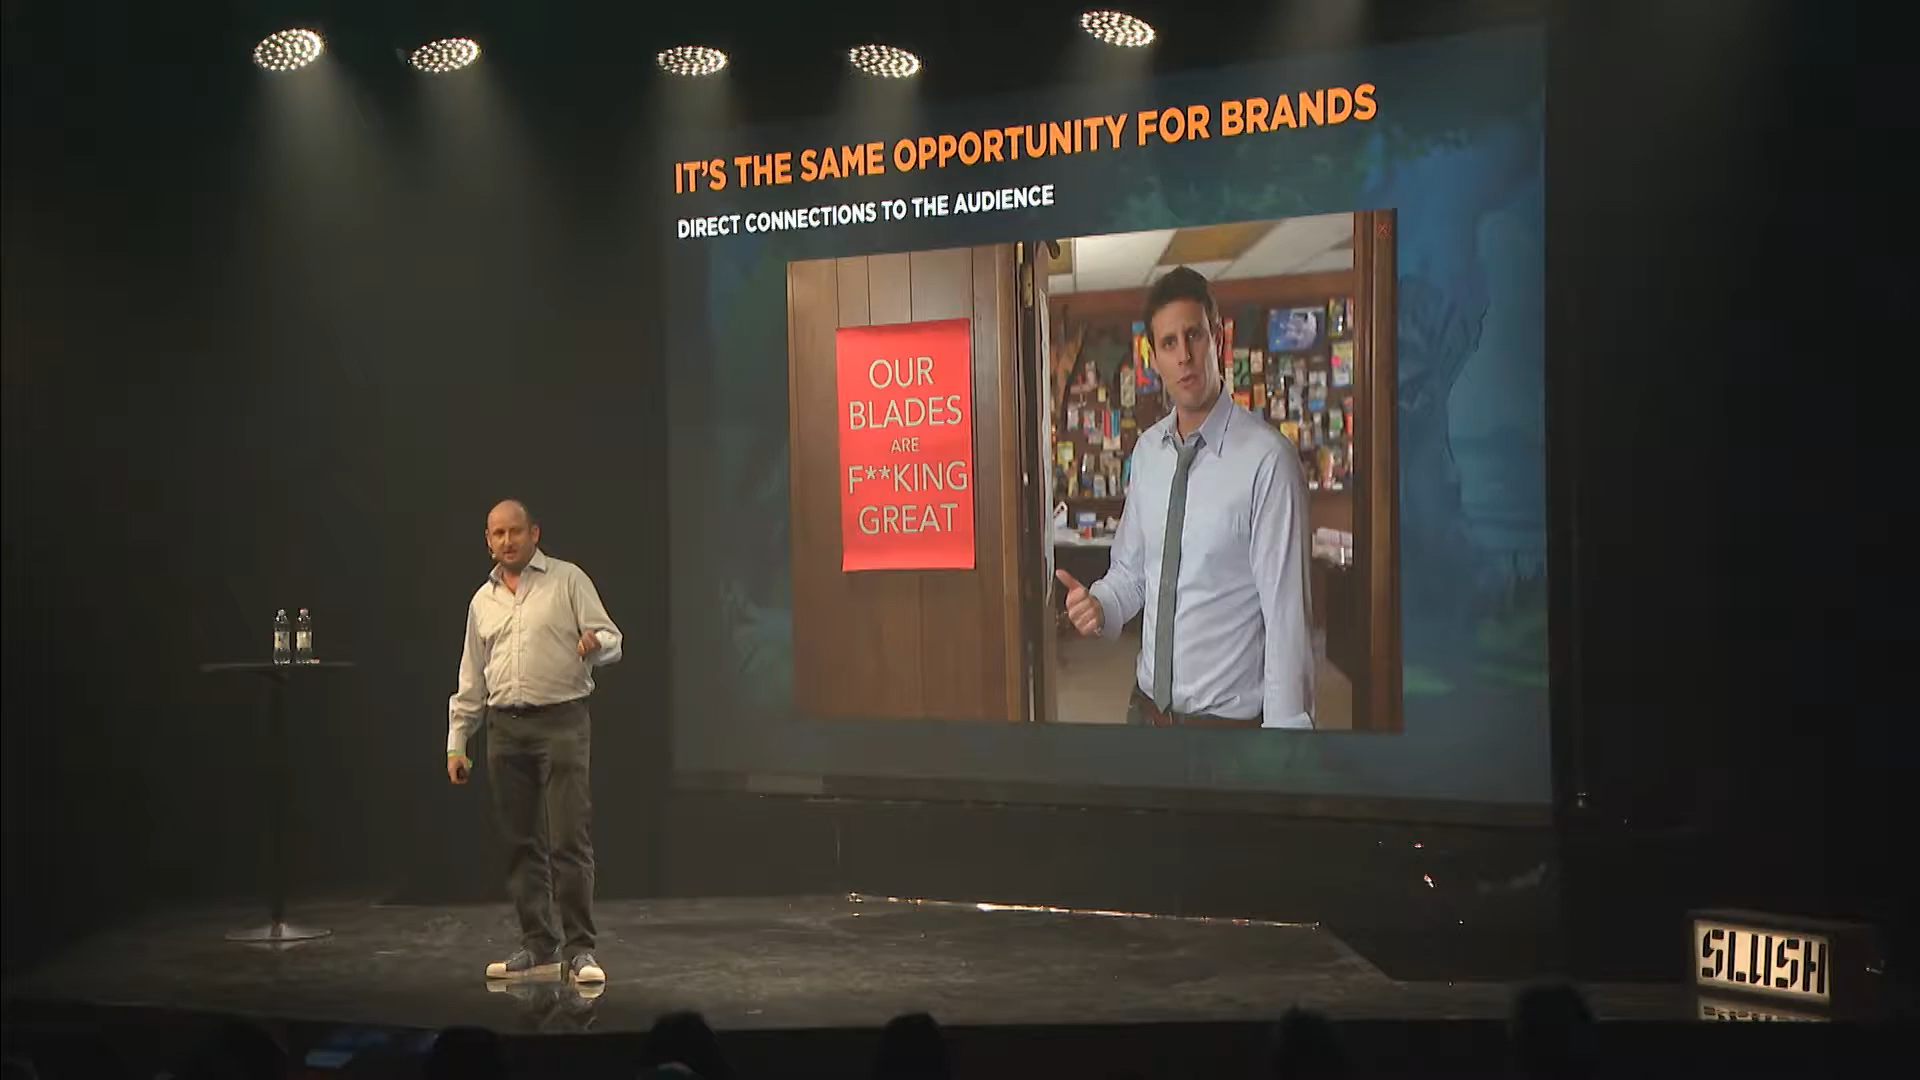 IT'S THE SAME OPPORTUNITY FOR BRANDS
DIRECT CONNECTIONS TO THE AUDIENCE
OUR
BLADES
ARE
F**KING
GREAT
SLUSH